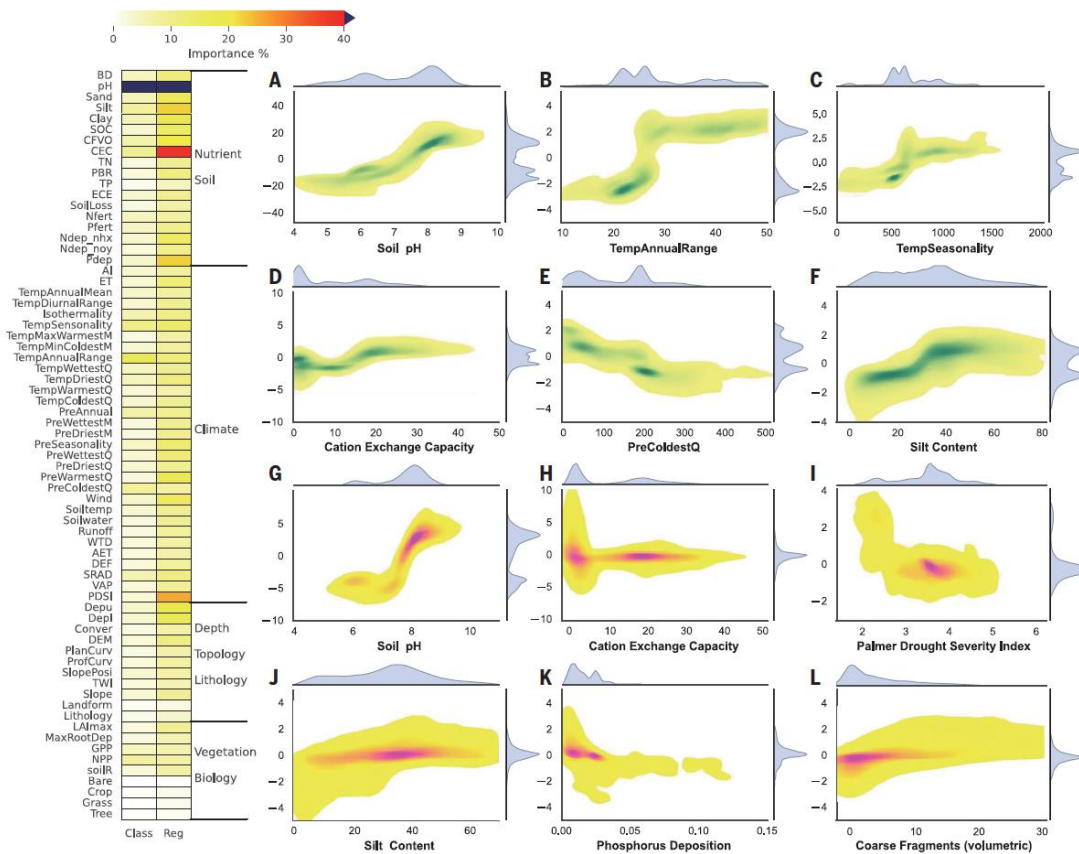 0 10 20 30 40
Importance %
BD
pH
Sand
Silt
Clay
SOC
CFVO
CEC
TN
PBR
TP
ECE
SoilLoss
Nfert
Pfert
Ndep_nhx
Ndep_noy
Pdep
AI
ET
TempAnnualMean
TempDiurnalRange
Isothermality
TempSensonality
TempMaxWarmestM
TempMinColdestM
TempAnnualRange
TempWettestQ
TempDriestQ
TempWarmestQ
TempColdestQ
PreAnnual
PreWettestM
PreDriestM
PreSeasonality
PreWettestQ
PreDriestQ
PreWarmestQ
PreColdestQ
Wind
Soiltemp
Soilwater
Runoff
WTD
AET
DEF
SRAD
VAP
PDSI
Depu
Depl
Conver
DEM
PlanCurv
ProfCurv
SlopePosi
TWI
Slope
Landform
Lithology
LAImax
MaxRootDep
GPP
NPP
soilR
Bare
Crop
Grass
Tree
Class Reg
Nutrient
Soil
Climate
Depth
Topology
Lithology
Vegetation
Biology
A
40
20
0
−20
−40
4 5 6 7 8 9 10
Soil pH
B
4
2
0
−2
−4
10 20 30 40 50
TempAnnualRange
C
5.0
2.5
0.0
−2.5
−5.0
0 500 1000 1500 2000
TempSeasonality
D
10
5
0
−5
−10
0 10 20 30 40 50
Cation Exchange Capacity
E
4
2
0
−2
−4
0 100 200 300 400 500
PreColdestQ
F
4
2
0
−2
−4
0 20 40 60 80
Silt Content
G
5
0
−5
−10
4 6 8 10
Soil pH
H
10
5
0
−5
−10
0 10 20 30 40 50
Cation Exchange Capacity
I
4
2
0
−2
2 3 4 5 6
Palmer Drought Severity Index
J
4
2
0
−2
−4
0 20 40 60
Silt Content
K
4
2
0
−2
−4
0.00 0.05 0.10 0.15
Phosphorus Deposition
L
4
2
0
−2
−4
0 10 20 30
Coarse Fragments (volumetric)